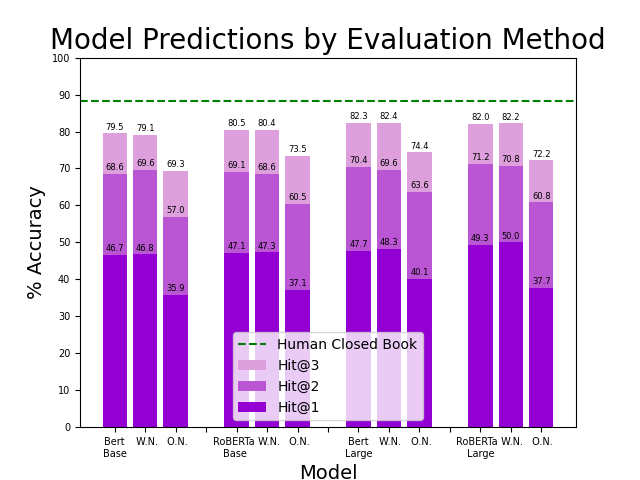 Model Predictions by Evaluation Method
% Accuracy
100
90
80
70
60
50
40
30
20
10
0
79.5 79.1 69.3 80.5 80.4 73.5 82.3 82.4 74.4 82.0 82.2 72.2
68.6 69.6 57.0 69.1 68.6 60.5 70.4 69.6 63.6 71.2 70.8 60.8
46.7 46.8 35.9 47.1 47.3 37.1 47.7 48.3 40.1 49.3 50.0 37.7
Human Closed Book
Hit@3
Hit@2
Hit@1
Bert W.N. O.N. RoBERTa W.N. O.N. Bert W.N. O.N. RoBERTa W.N. O.N.
Base Base Large Large
Model